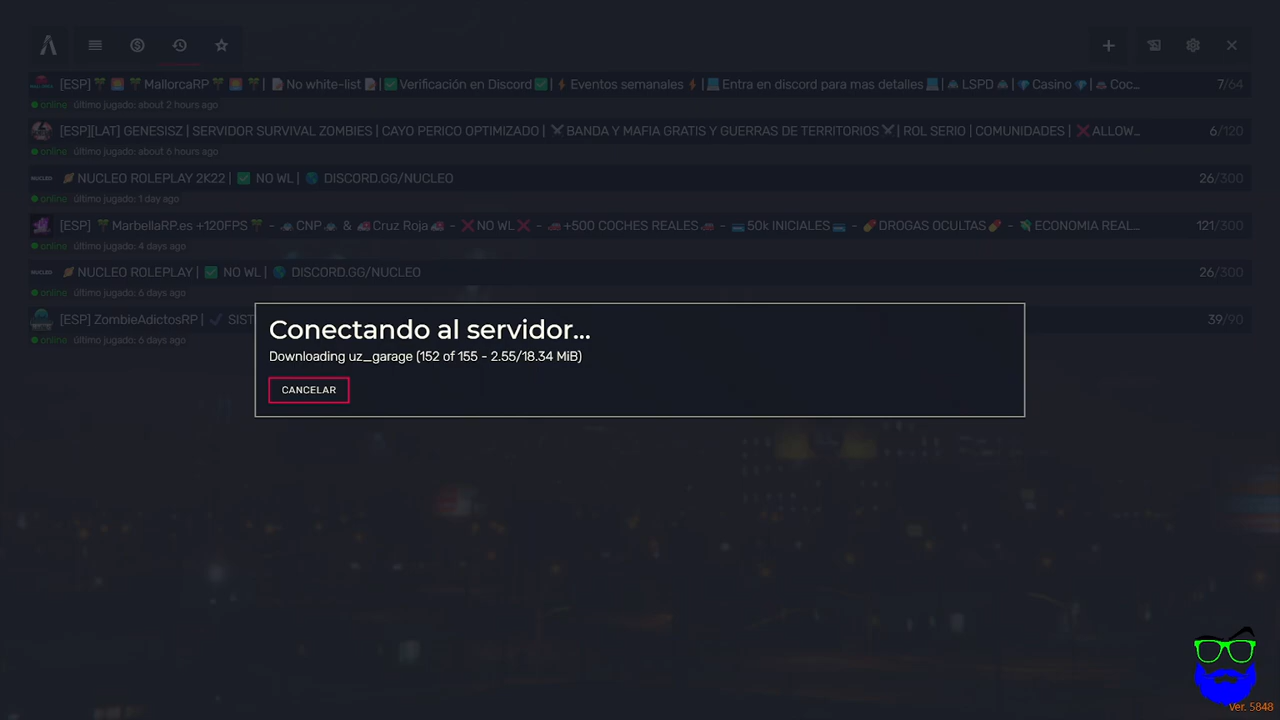 [ESP]🌴🌅🌴MallorcaRP🌴🌅🌴| 📝No white-list📝|✅Verificación en Discord✅|⚡Eventos semanales⚡|📘Entra en discord para mas detalles📘|🚓LSPD🚓|💎Casino💎|🚘Coc...
7/64
online último jugado: about 2 hours ago
[ESP][LAT] GENESISZ | SERVIDOR SURVIVAL ZOMBIES | CAYO PERICO OPTIMIZADO | ⚔️BANDA Y MAFIA GRATIS Y GUERRAS DE TERRITORIOS⚔️| ROL SERIO | COMUNIDADES | ❌ALLOW...
6/120
online último jugado: about 6 hours ago
NUCLEO 🪐 NUCLEO ROLEPLAY 2K22 | ✅ NO WL | 🌎 DISCORD.GG/NUCLEO
26/300
online último jugado: 1 day ago
[ESP] 🌴MarbellaRP.es +120FPS🌴 - 🚓CNP🚓 & 🚑Cruz Roja🚑 - ❌NO WL❌ - 🚗+500 COCHES REALES🚗 - 💳50k INICIALES💳 - 💊DROGAS OCULTAS💊 - 💸ECONOMIA REAL...
121/300
online último jugado: 4 days ago
NUCLEO 🪐 NUCLEO ROLEPLAY | ✅ NO WL | 🌎 DISCORD.GG/NUCLEO
26/300
online último jugado: 6 days ago
[ESP] ZombieAdictosRP | ✔️ SIST
39/90
online último jugado: 6 days ago
Conectando al servidor...
Downloading uz_garage (152 of 155 - 2.55/18.34 MiB)
CANCELAR
Ver. 5848